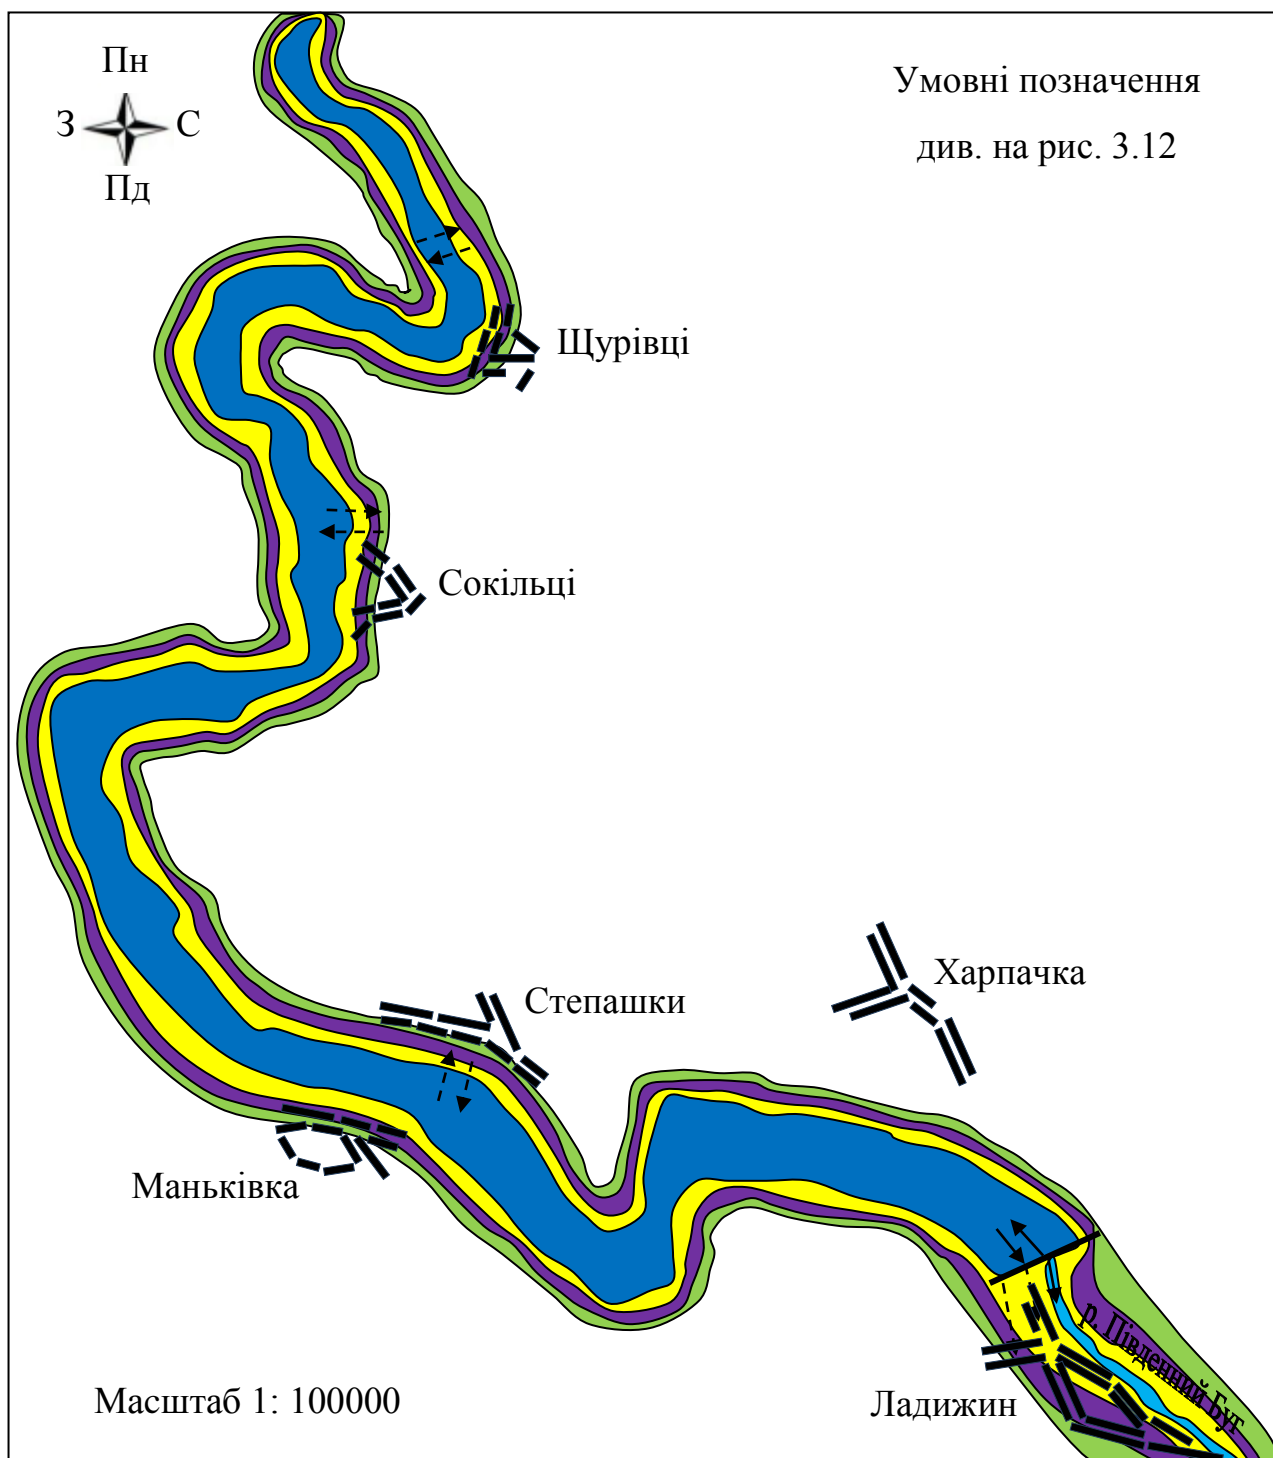 Пн
З С
Пд
Умовні позначення
див. на рис. 3.12
Щурівці
Сокільці
Харпачка
Степашки
Маньківка
р. Південний Буг
Ладижин
Масштаб 1: 100000